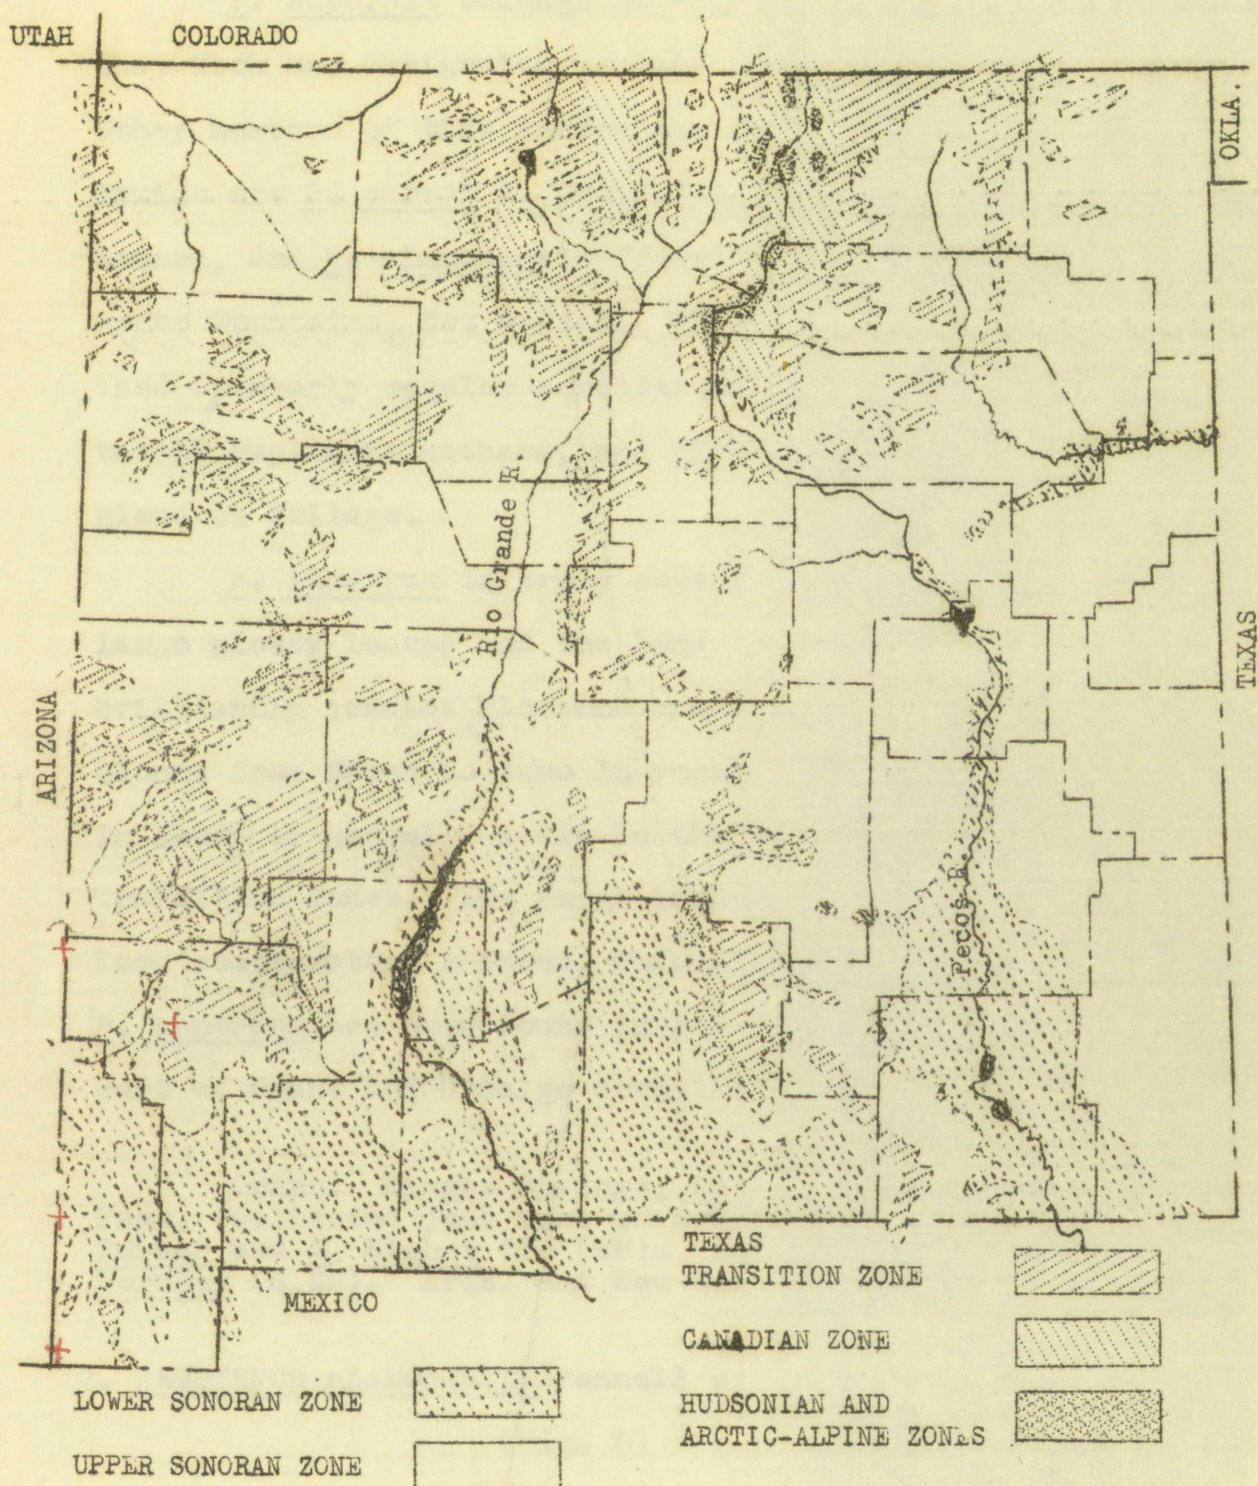 UTAH
COLORADO
OKLA.
Rio Grande R.
ARIZONA
TEXAS
Pecos R.
MEXICO
TEXAS
TRANSITION ZONE
CANADIAN ZONE
HUDSONIAN AND
ARCTIC-ALPINE ZONES
LOWER SONORAN ZONE
UPPER SONORAN ZONE